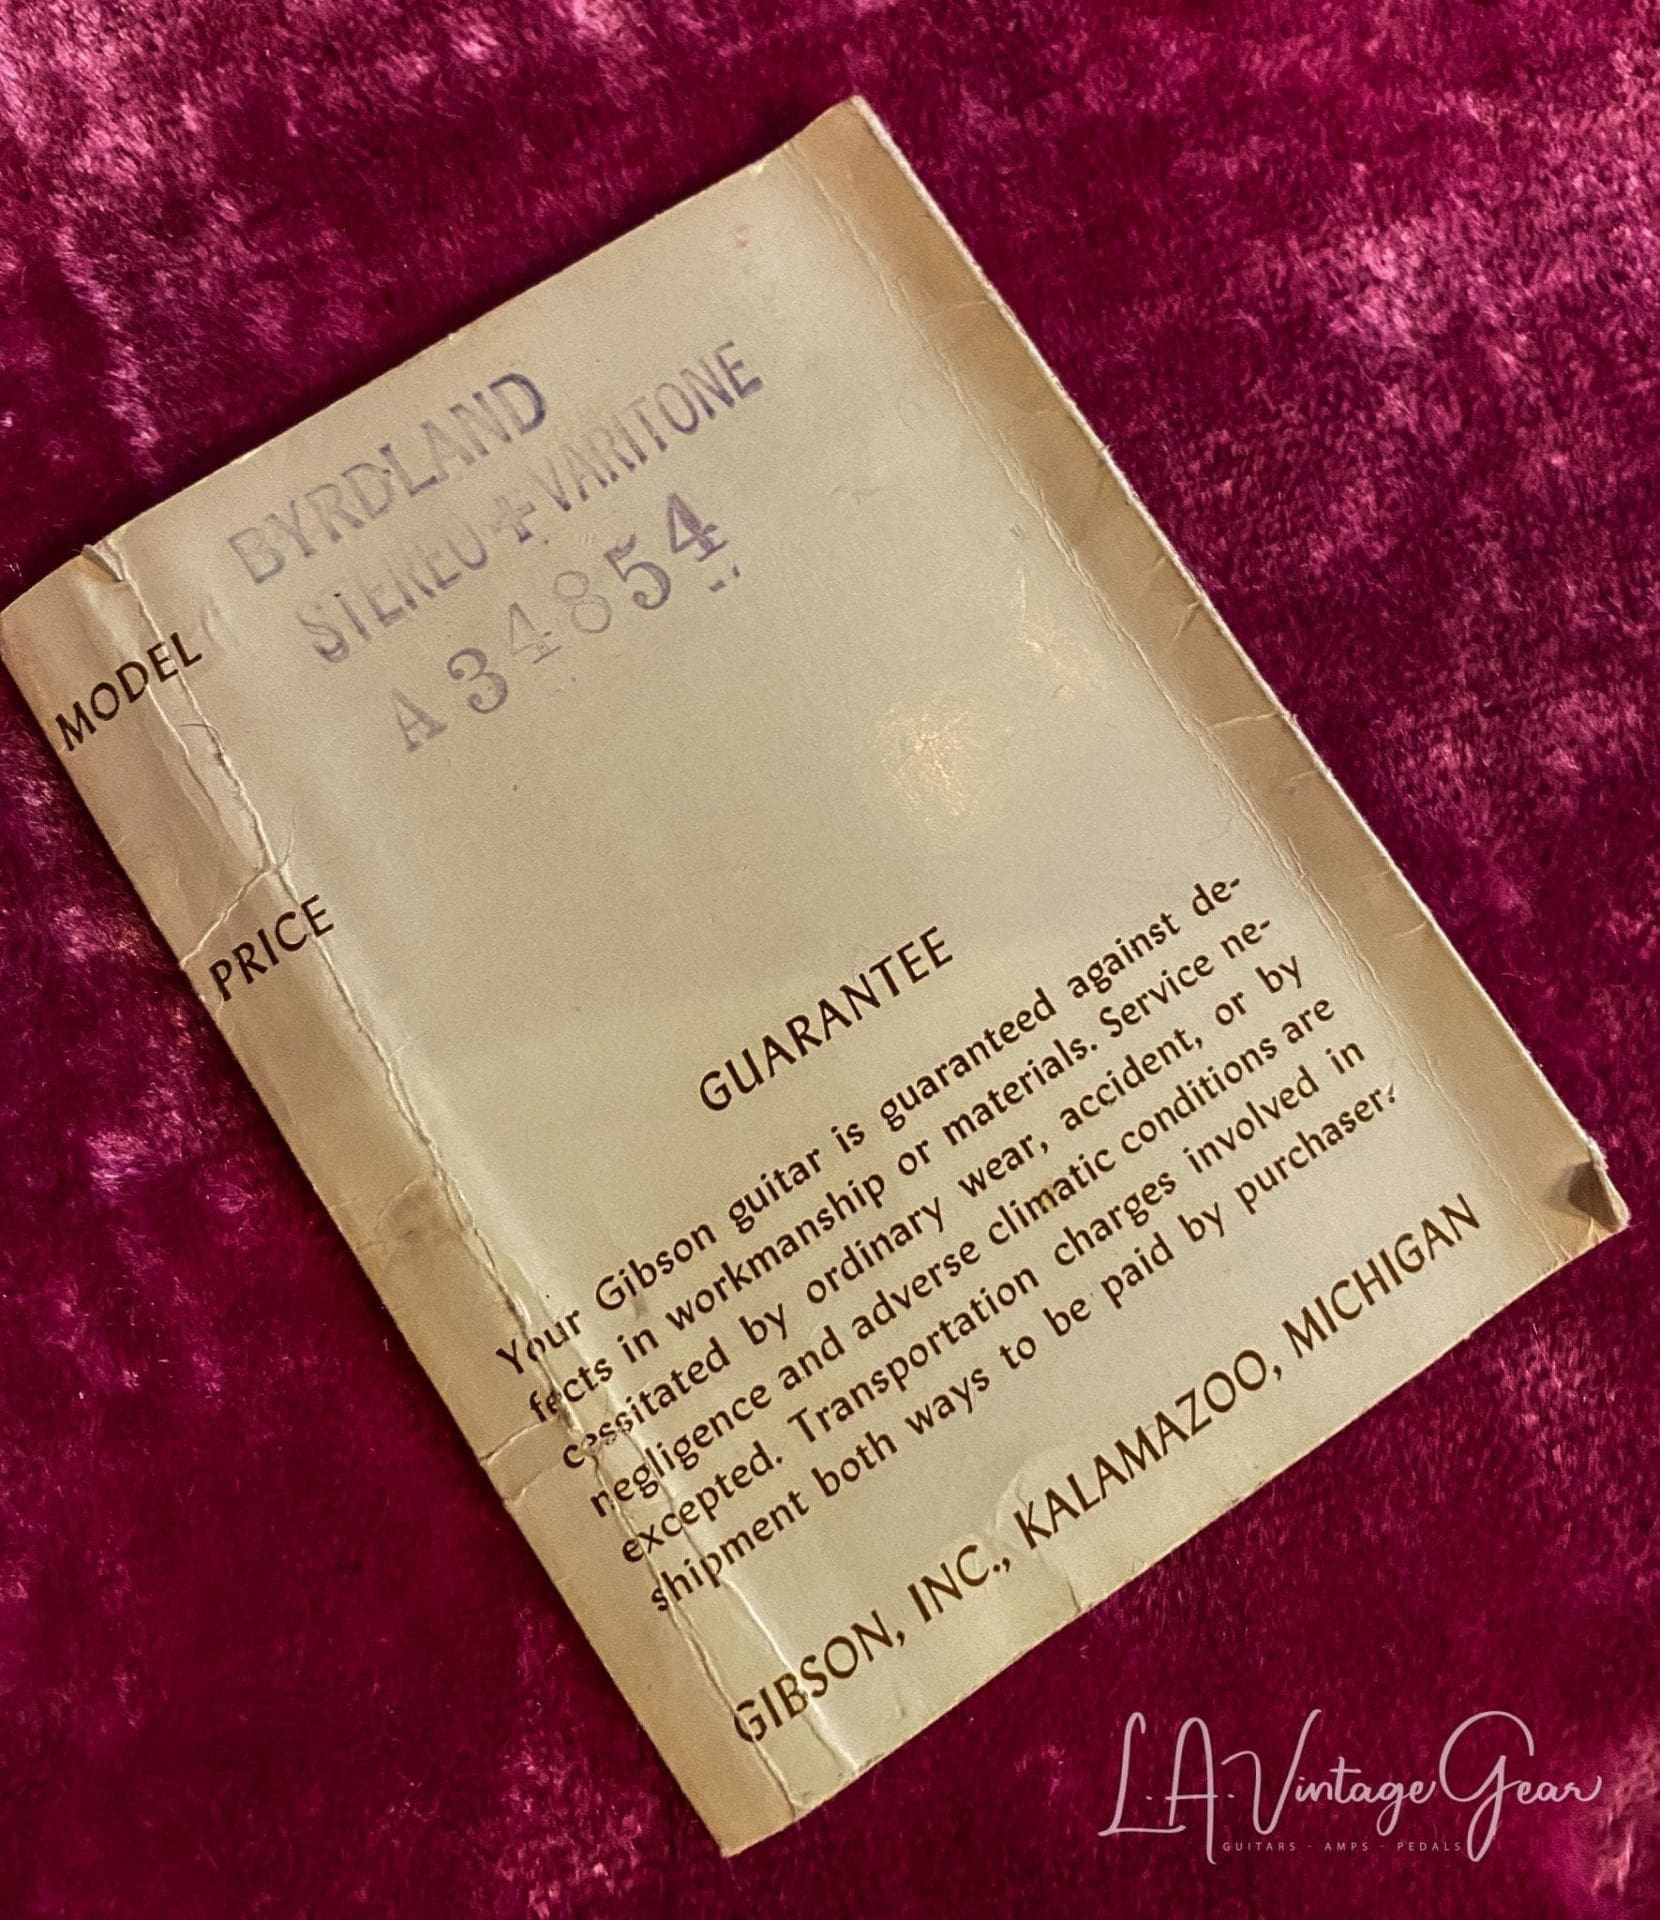 BYRDLAND
STEREO + VARITONE
MODEL
A 34854
PRICE
GUARANTEE
Your Gibson guitar is guaranteed against de-
fects in workmanship or materials. Service ne-
cessitated by ordinary wear, accident, or by
negligence and adverse climatic conditions are
excepted. Transportation charges involved in
shipment both ways to be paid by purchaser.
GIBSON, INC., KALAMAZOO, MICHIGAN
L.A. Vintage Gear
GUITARS - AMPS - PEDALS